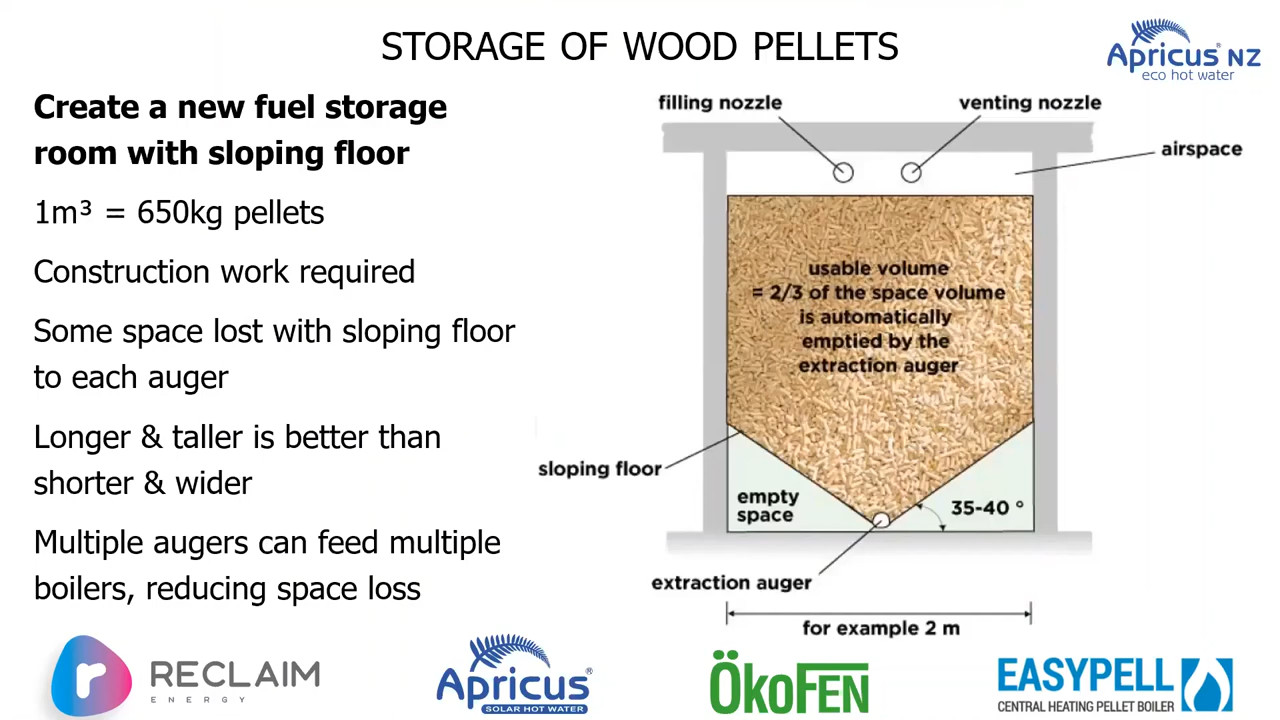 STORAGE OF WOOD PELLETS
Apricus® NZ
eco hot water
Create a new fuel storage
room with sloping floor
1m³ = 650kg pellets
Construction work required
Some space lost with sloping floor
to each auger
Longer & taller is better than
shorter & wider
Multiple augers can feed multiple
boilers, reducing space loss
filling nozzle
venting nozzle
airspace
usable volume
= 2/3 of the space volume
is automatically
emptied by the
extraction auger
sloping floor
empty
space
35-40 °
extraction auger
for example 2 m
r RECLAIM
ENERGY
Apricus®
SOLAR HOT WATER
ÖkoFEN
EASYPELL
CENTRAL HEATING PELLET BOILER